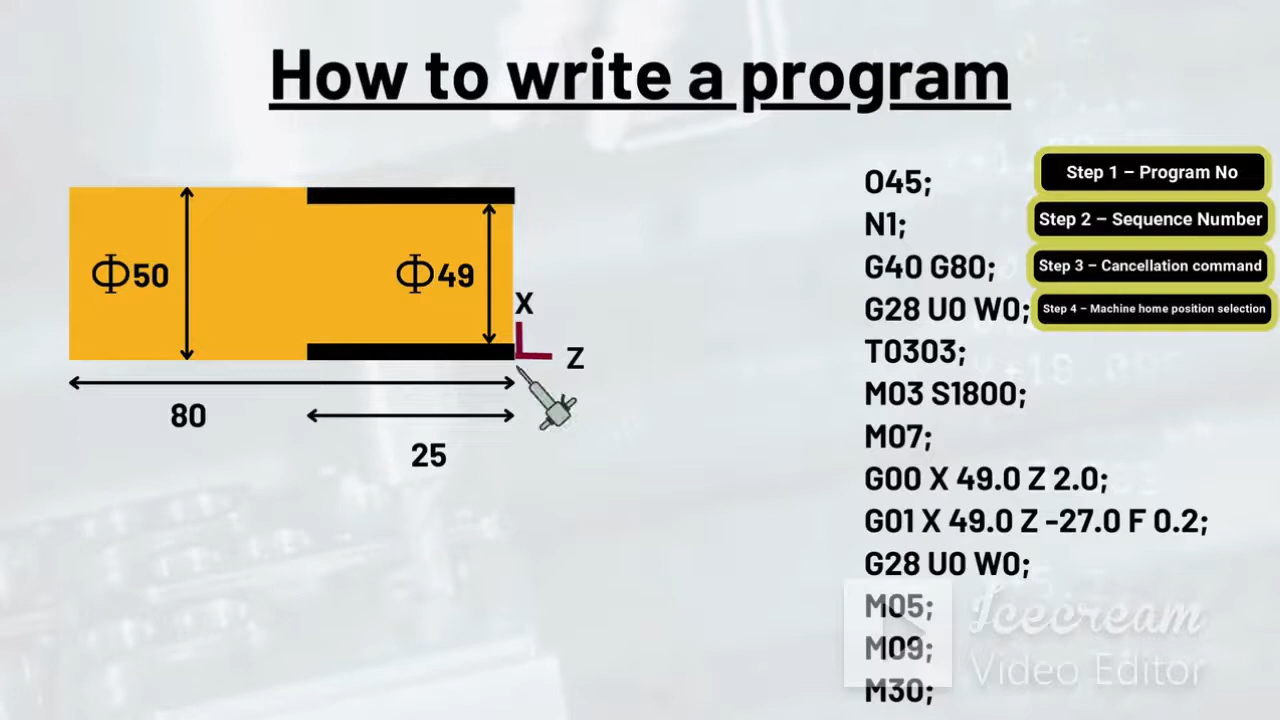 How to write a program
Φ50
Φ49
X
Z
80
25
O45;
Step 1 – Program No
N1;
Step 2 – Sequence Number
G40 G80;
Step 3 – Cancellation command
G28 U0 W0;
Step 4 – Machine home position selection
T0303;
M03 S1800;
M07;
G00 X 49.0 Z 2.0;
G01 X 49.0 Z -27.0 F 0.2;
G28 U0 W0;
M05;
M09;
M30;
Icecream
Video Editor